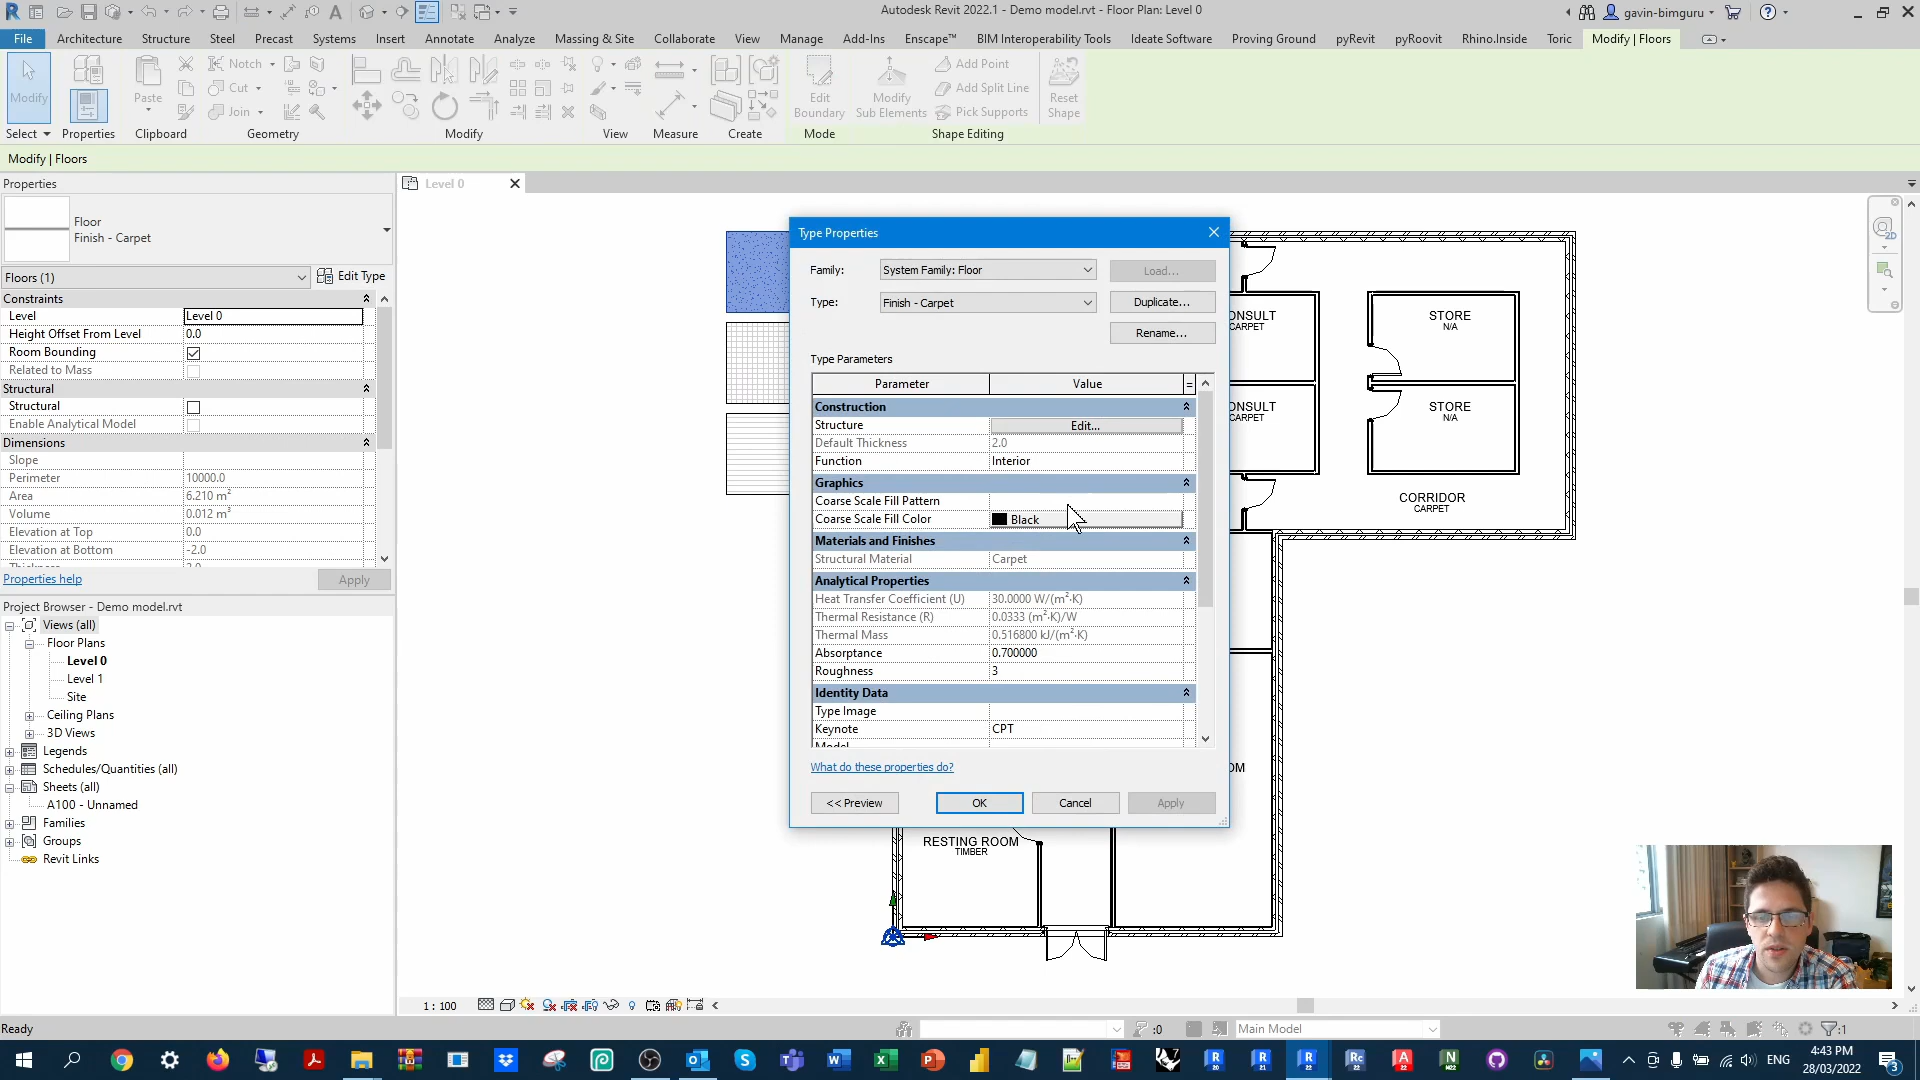 Autodesk Revit 2022.1 - Demo model.rvt - Floor Plan: Level 0
gavin-bimguru
File Architecture Structure Steel Precast Systems Insert Annotate Analyze Massing & Site Collaborate View Manage Add-Ins Enscape™ BIM Interoperability Tools Ideate Software Proving Ground pyRevit pyRoovit Rhino.Inside Toric Modify | Floors
Notch Add Point
Modify Paste Cut Edit Modify Add Split Line Reset
Join Boundary Sub Elements Pick Supports Shape
Select Properties Clipboard Geometry Modify View Measure Create Mode Shape Editing
Modify | Floors
Properties
Level 0
Floor
Finish - Carpet
Floors (1) Edit Type
Constraints
Level Level 0
Height Offset From Level 0.0
Room Bounding
Related to Mass
Structural
Structural
Enable Analytical Model
Dimensions
Slope
Perimeter 10000.0
Area 6.210 m²
Volume 0.012 m³
Elevation at Top 0.0
Elevation at Bottom -2.0
Properties help Apply
Project Browser - Demo model.rvt
Views (all)
Floor Plans
Level 0
Level 1
Site
Ceiling Plans
3D Views
Legends
Schedules/Quantities (all)
Sheets (all)
A100 - Unnamed
Families
Groups
Revit Links
Type Properties
Family: System Family: Floor Load...
Type: Finish - Carpet Duplicate...
Rename...
Type Parameters
Parameter Value =
Construction
Structure Edit...
Default Thickness 2.0
Function Interior
Graphics
Coarse Scale Fill Pattern
Coarse Scale Fill Color Black
Materials and Finishes
Structural Material Carpet
Analytical Properties
Heat Transfer Coefficient (U) 30.0000 W/(m²·K)
Thermal Resistance (R) 0.0333 (m²·K)/W
Thermal Mass 0.516800 kJ/(m²·K)
Absorptance 0.700000
Roughness 3
Identity Data
Type Image
Keynote CPT
Model
What do these properties do?
<< Preview OK Cancel Apply
ONSULT
CARPET
STORE
N/A
ONSULT
CARPET
STORE
N/A
CORRIDOR
CARPET
OM
RESTING ROOM
TIMBER
1 : 100
Ready
:0
Main Model
:1
ENG
4:43 PM
28/03/2022